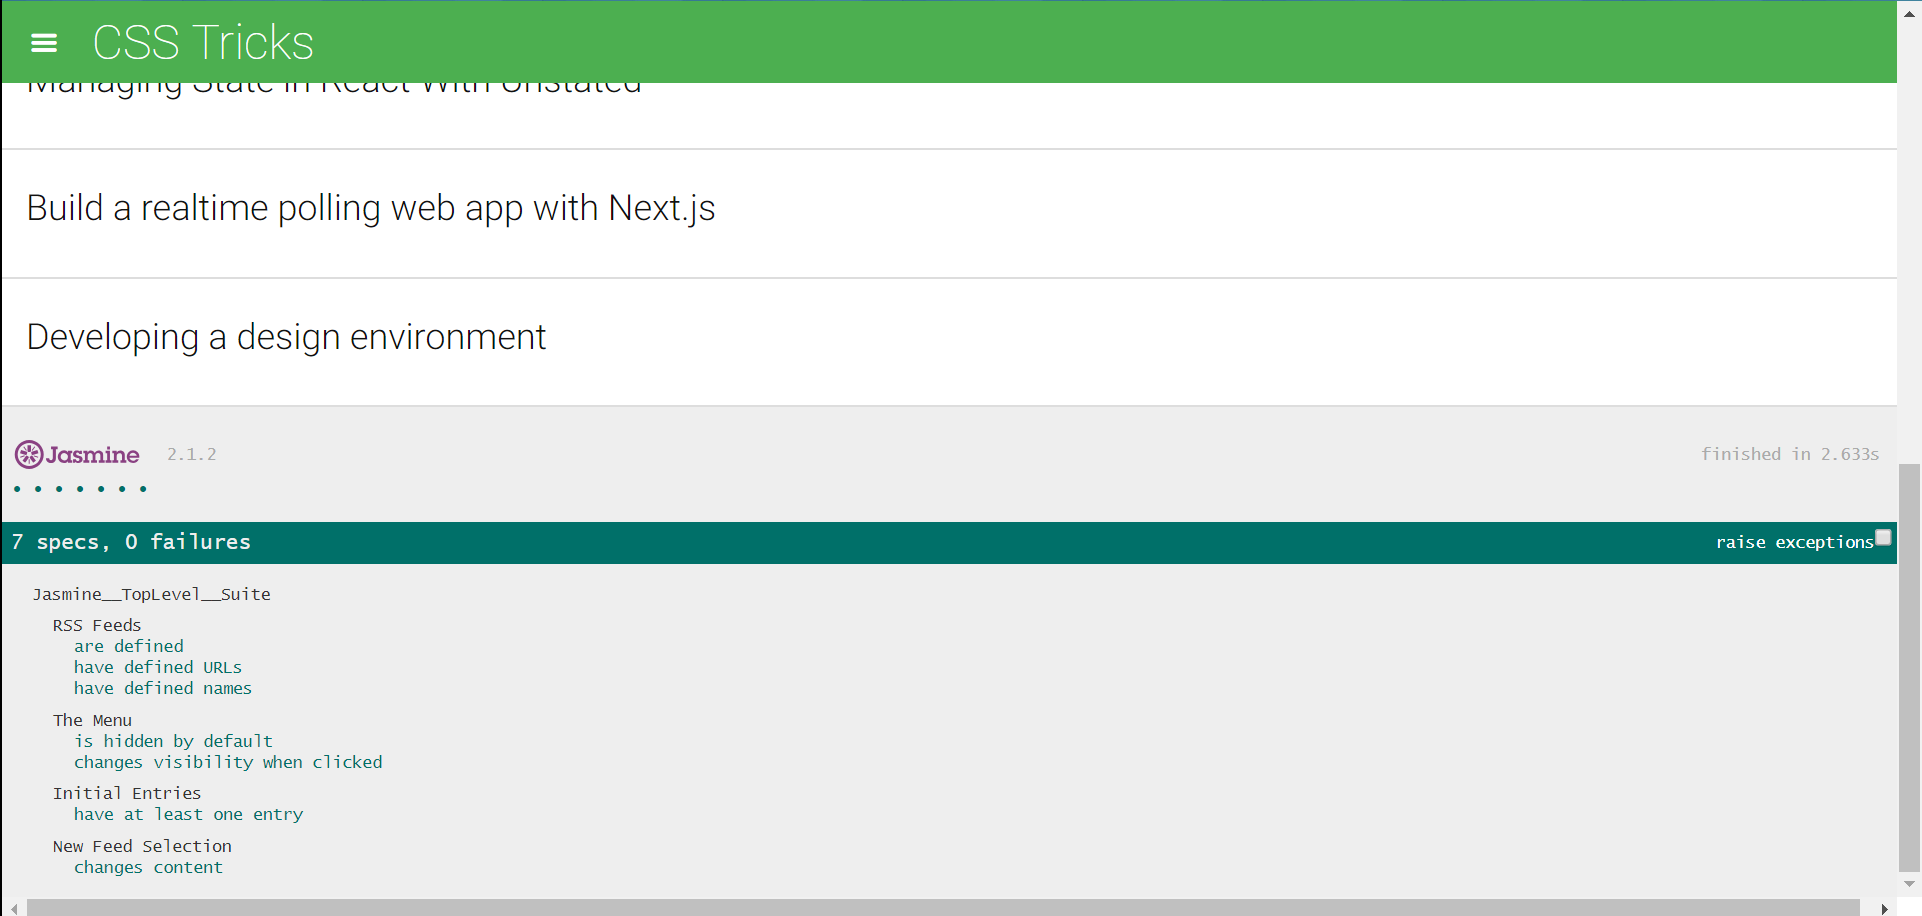 CSS Tricks
Managing State in React With Unstated
Build a realtime polling web app with Next.js
Developing a design environment
Jasmine 2.1.2 finished in 2.633s
7 specs, 0 failures raise exceptions
Jasmine__TopLevel__Suite
RSS Feeds
are defined
have defined URLs
have defined names
The Menu
is hidden by default
changes visibility when clicked
Initial Entries
have at least one entry
New Feed Selection
changes content